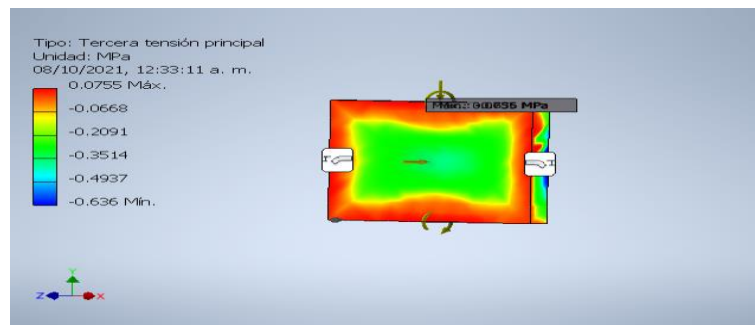 Tipo: Tercera tensión principal
Unidad: MPa
08/10/2021, 12:33:11 a. m.
0.0755 Máx.
-0.0668
-0.2091
-0.3514
-0.4937
-0.636 Mín.
MPa
Y
Z
X